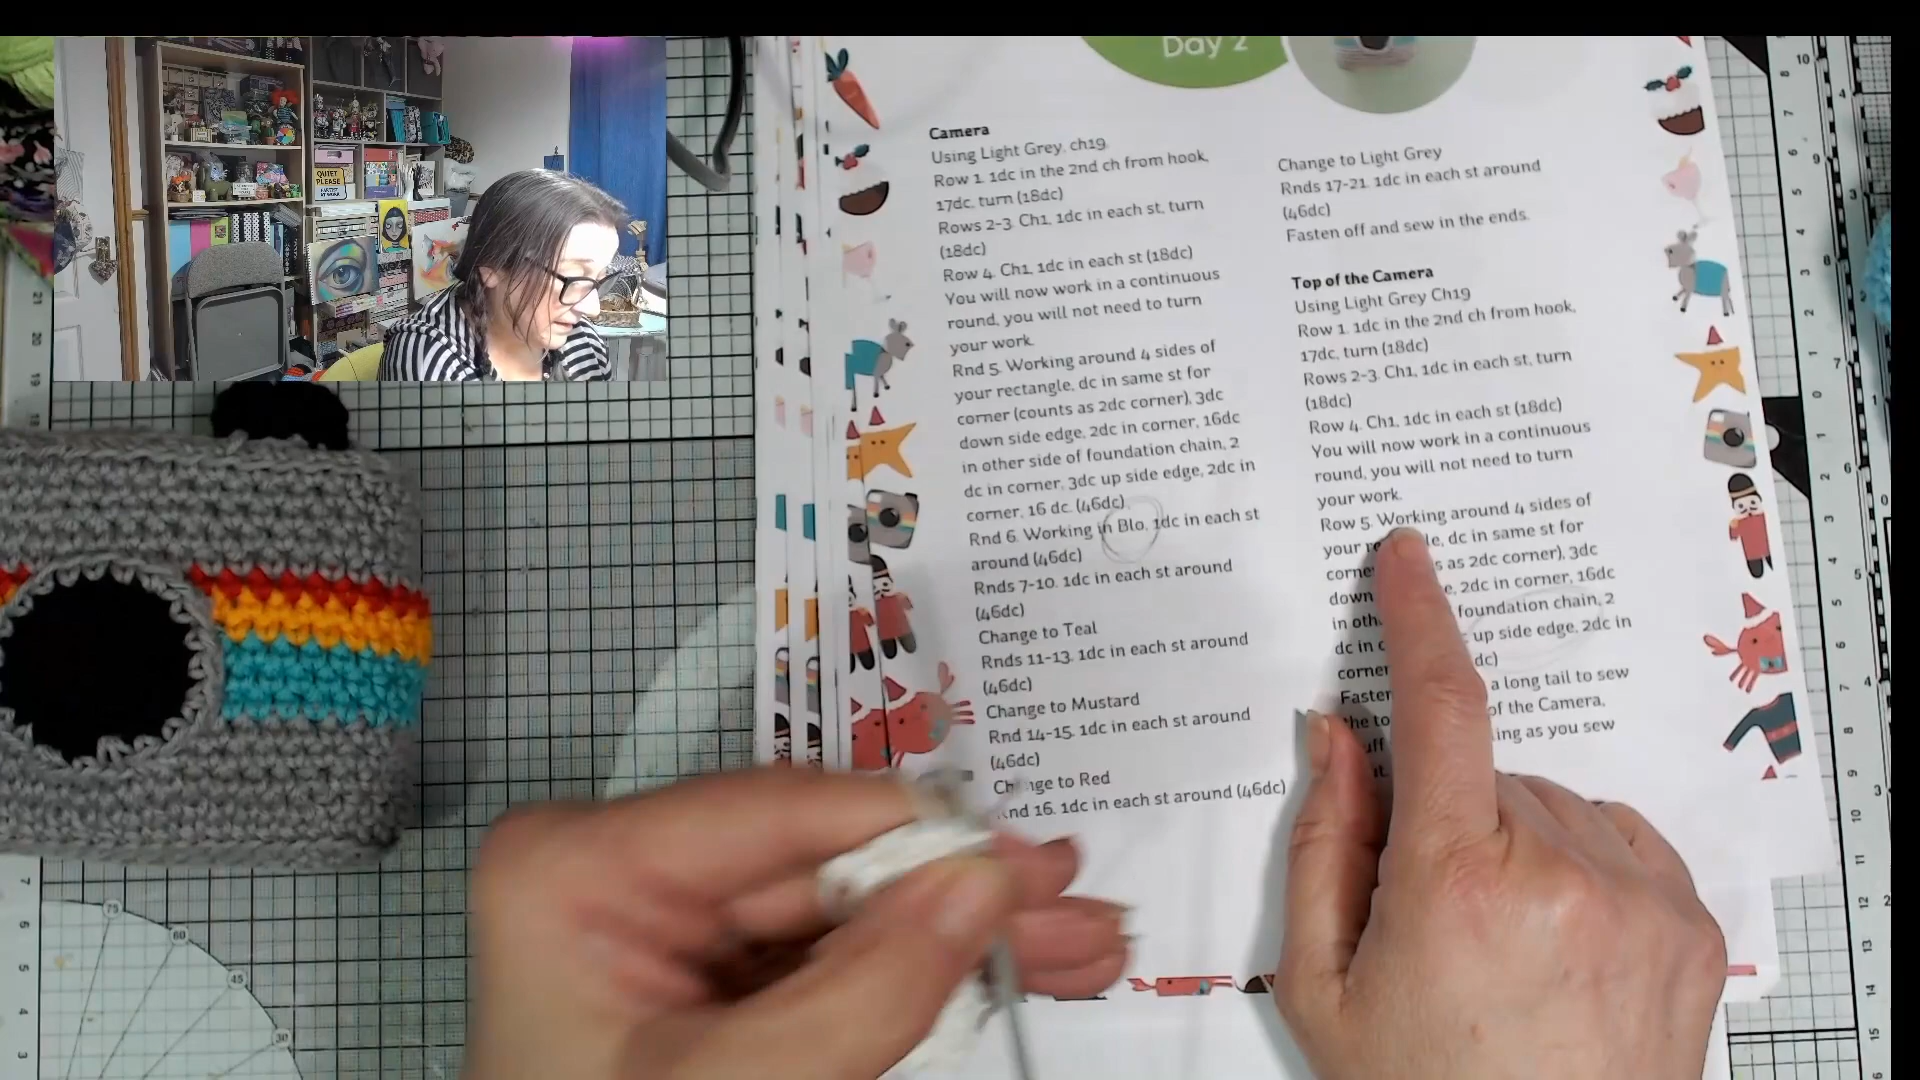 QUIET
PLEASE
Day 2
Camera
Using Light Grey, ch19.
Row 1. 1dc in the 2nd ch from hook,
17dc, turn (18dc)
Rows 2-3. Ch1, 1dc in each st, turn
(18dc)
Row 4. Ch1, 1dc in each st (18dc)
You will now work in a continuous
round, you will not need to turn
your work.
Rnd 5. Working around 4 sides of
your rectangle, dc in same st for
corner (counts as 2dc corner), 3dc
down side edge, 2dc in corner, 16dc
in other side of foundation chain, 2
dc in corner, 3dc up side edge, 2dc in
corner, 16 dc. (46dc)
Rnd 6. Working in Blo, 1dc in each st
around (46dc)
Rnds 7-10. 1dc in each st around
(46dc)
Change to Teal
Rnds 11-13. 1dc in each st around
(46dc)
Change to Mustard
Rnd 14-15. 1dc in each st around
(46dc)
Change to Red
Rnd 16. 1dc in each st around (46dc)
Change to Light Grey
Rnds 17-21. 1dc in each st around
(46dc)
Fasten off and sew in the ends.
Top of the Camera
Using Light Grey Ch19
Row 1. 1dc in the 2nd ch from hook,
17dc, turn (18dc)
Rows 2-3. Ch1, 1dc in each st, turn
(18dc)
Row 4. Ch1, 1dc in each st (18dc)
You will now work in a continuous
round, you will not need to turn
your work.
Row 5. Working around 4 sides of
your dc in same st for
as 2dc corner), 3dc
down 2dc in corner, 16dc
in foundation chain, 2
dc in up side edge, 2dc in
corner
a long tail to sew
of the Camera,
as you sew
75
60
45
30